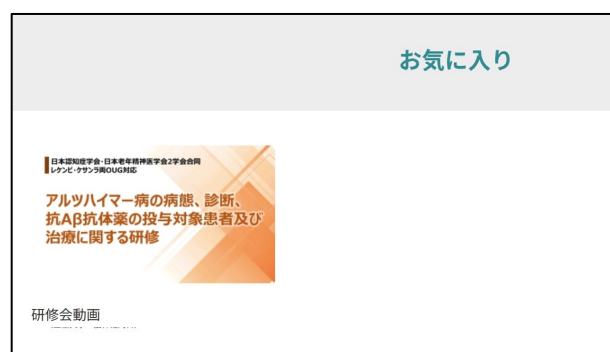 お気に入り
日本認知症学会・日本老年精神医学会2学会合同
レケンビ・ケサンラ両OUG対応
アルツハイマー病の病態、診断、
抗Aβ抗体薬の投与対象患者及び
治療に関する研修
研修会動画